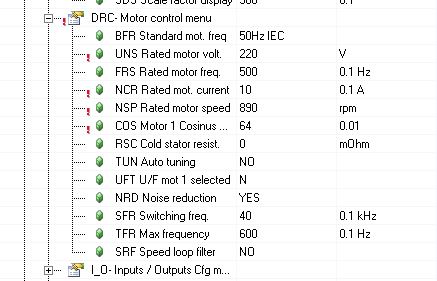 SDS Scale factor display 300 0.1
DRC- Motor control menu
BFR Standard mot. freq 50Hz IEC
UNS Rated motor volt. 220 V
FRS Rated motor freq. 500 0.1 Hz
NCR Rated mot. current 10 0.1 A
NSP Rated motor speed 890 rpm
COS Motor 1 Cosinus ... 64 0.01
RSC Cold stator resist. 0 mOhm
TUN Auto tuning NO
UFT U/F mot 1 selected N
NRD Noise reduction YES
SFR Switching freq. 40 0.1 kHz
TFR Max frequency 600 0.1 Hz
SRF Speed loop filter NO
I_O- Inputs / Outputs Cfg m...